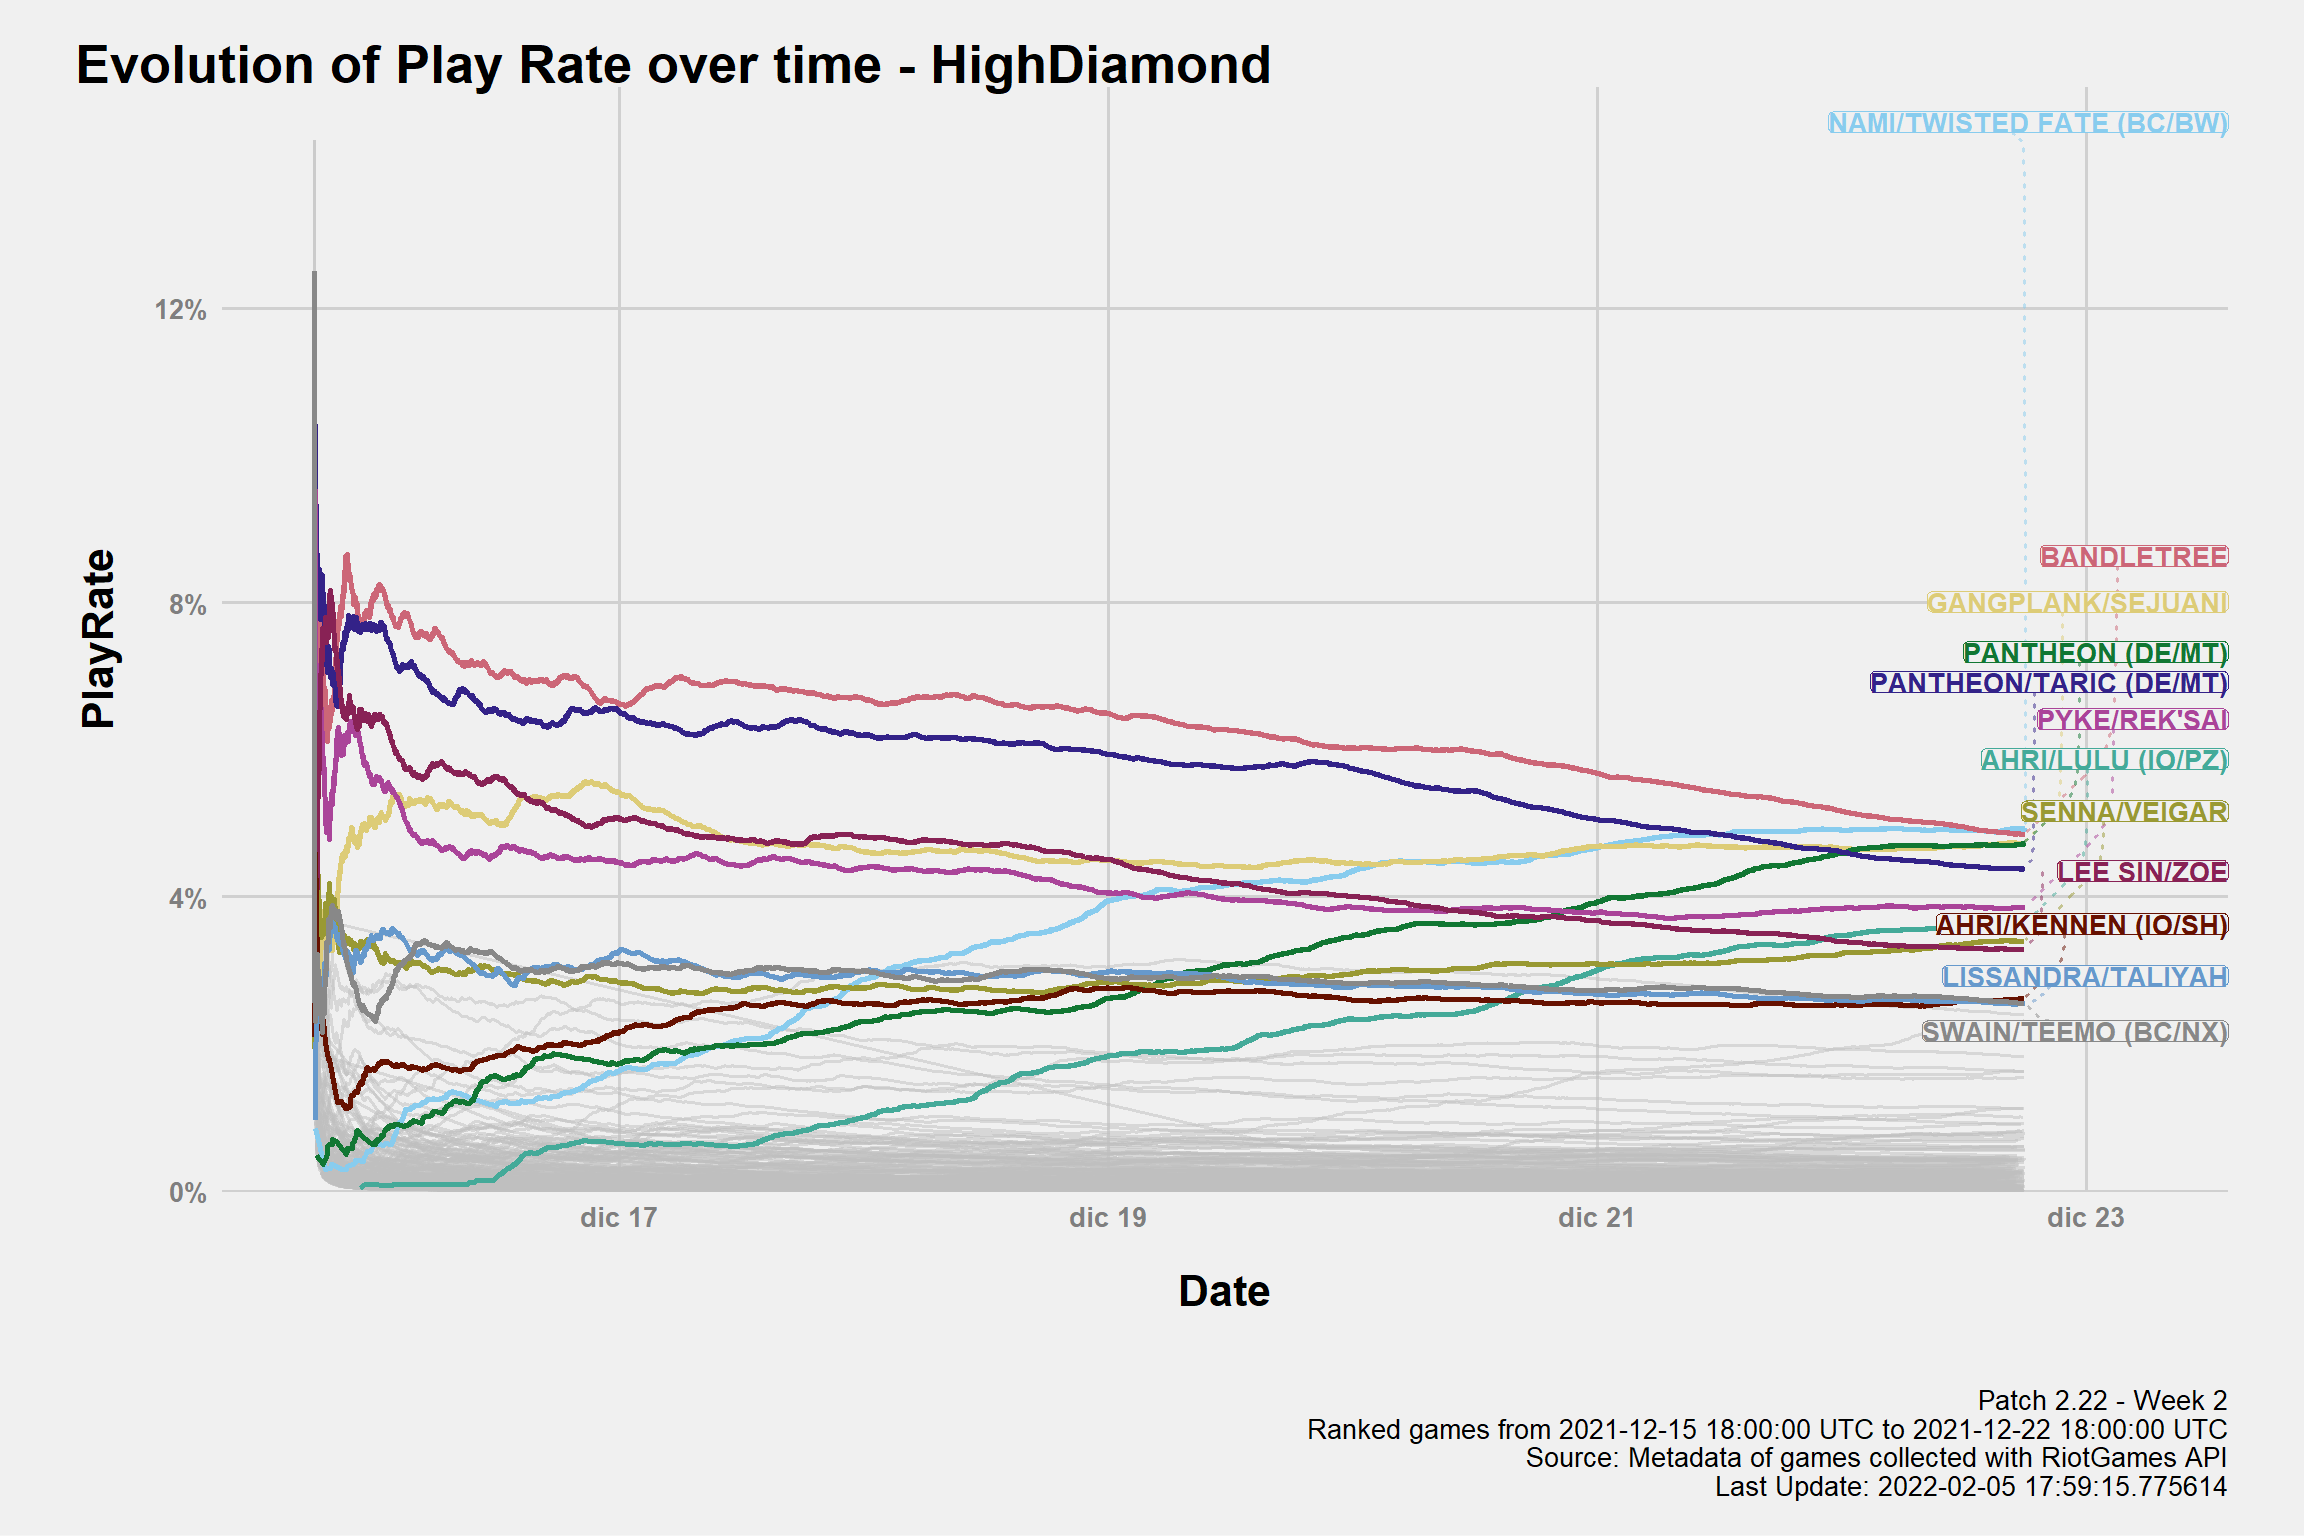 Evolution of Play Rate over time - HighDiamond
NAMI/TWISTED FATE (BC/BW)
12%
BANDLETREE
8%
GANGPLANK/SEJUANI
PANTHEON (DE/MT)
PANTHEON/TARIC (DE/MT)
PYKE/REK'SAI
AHRI/LULU (IO/PZ)
SENNA/VEIGAR
LEE SIN/ZOE
4%
AHRI/KENNEN (IO/SH)
LISSANDRA/TALIYAH
SWAIN/TEEMO (BC/NX)
0%
PlayRate
dic 17
dic 19
dic 21
dic 23
Date
Patch 2.22 - Week 2
Ranked games from 2021-12-15 18:00:00 UTC to 2021-12-22 18:00:00 UTC
Source: Metadata of games collected with RiotGames API
Last Update: 2022-02-05 17:59:15.775614